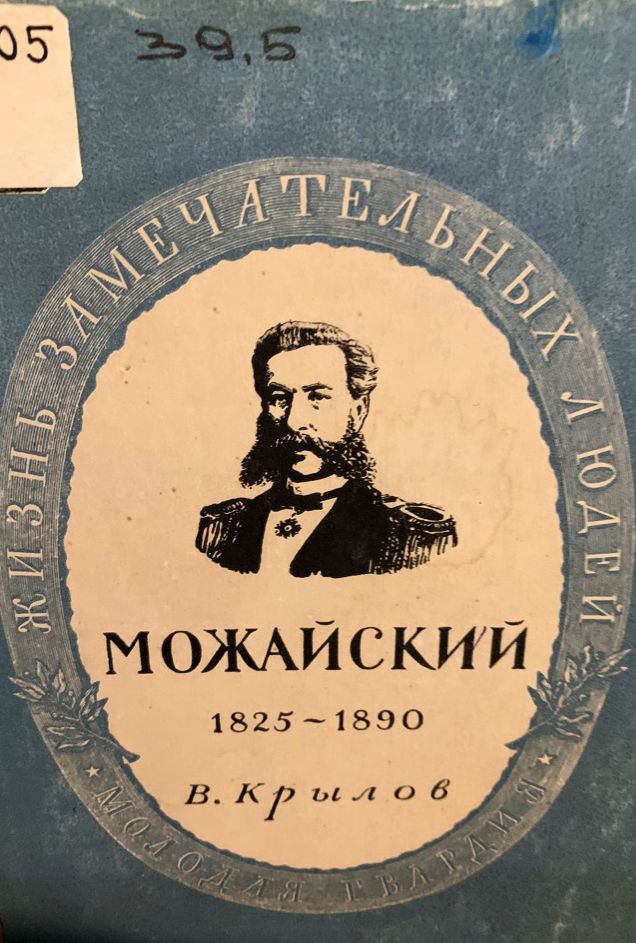 05
39,5
ЖИЗНЬ ЗАМЕЧАТЕЛЬНЫХ ЛЮДЕЙ
МОЖАЙСКИЙ
1825~1890
В. Крылов
МОЛОДАЯ ГВАРДИЯ